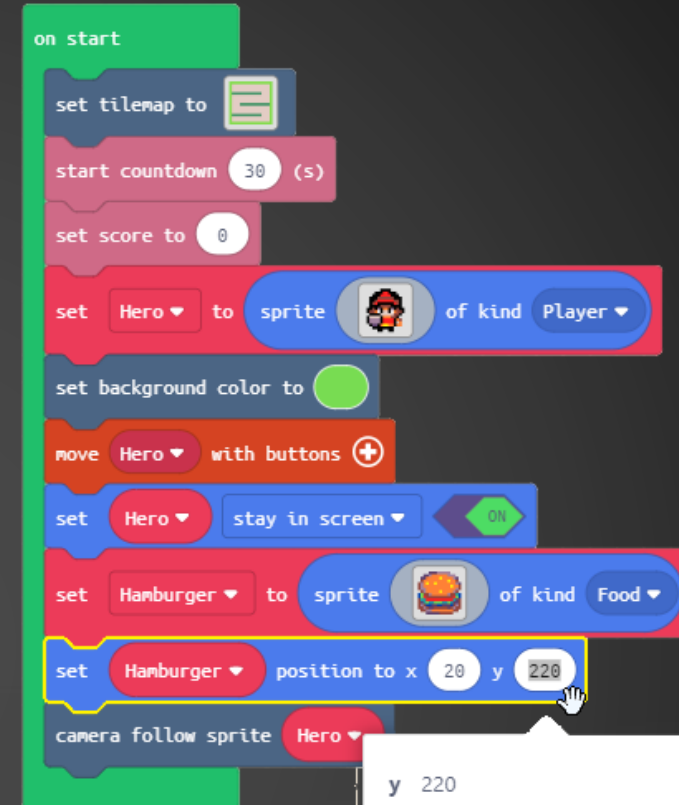 on start
set tilemap to
start countdown 30 (s)
set score to 0
set Hero to sprite of kind Player
set background color to
move Hero with buttons
set Hero stay in screen ON
set Hamburger to sprite of kind Food
set Hamburger position to x 20 y 220
camera follow sprite Hero
y 220